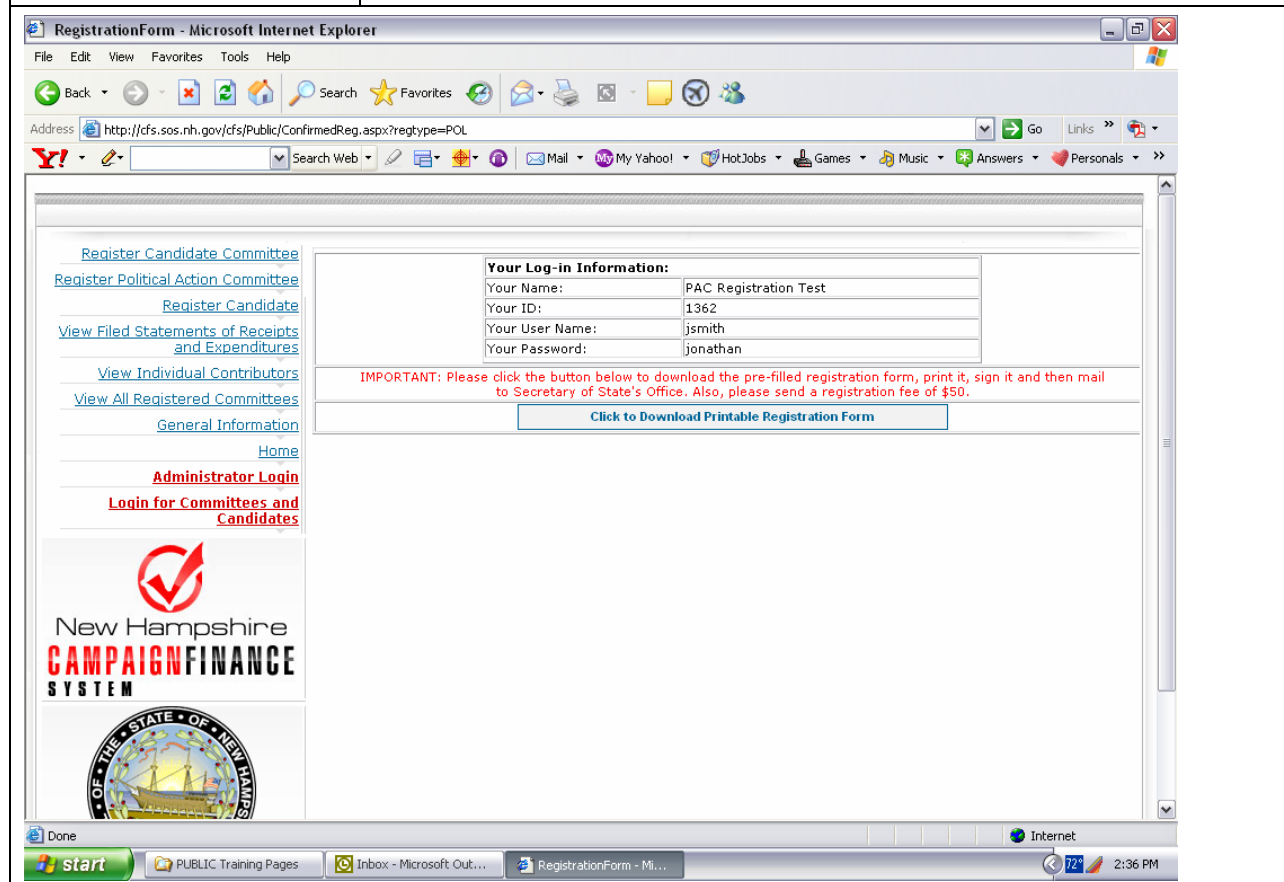 RegistrationForm - Microsoft Internet Explorer
File Edit View Favorites Tools Help
Back Search Favorites
Address http://cfs.sos.nh.gov/cfs/Public/ConfirmedReg.aspx?regtype=POL Go Links »
Y! Search Web Mail My Yahoo! HotJobs Games Music Answers Personals »
Register Candidate Committee
Register Political Action Committee
Register Candidate
View Filed Statements of Receipts
and Expenditures
View Individual Contributors
View All Registered Committees
General Information
Home
Administrator Login
Login for Committees and
Candidates
New Hampshire
CAMPAIGNFINANCE
SYSTEM
OF • THE • STATE • OF • NEW HAMPS
Your Log-in Information:
Your Name: PAC Registration Test
Your ID: 1362
Your User Name: jsmith
Your Password: jonathan
IMPORTANT: Please click the button below to download the pre-filled registration form, print it, sign it and then mail
to Secretary of State's Office. Also, please send a registration fee of $50.
Click to Download Printable Registration Form
Done Internet
start PUBLIC Training Pages Inbox - Microsoft Out... RegistrationForm - Mi... 72° 2:36 PM